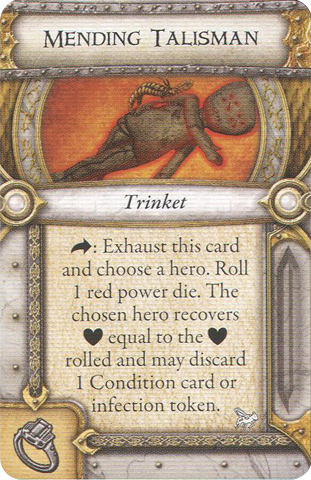 MENDING TALISMAN
Trinket
: Exhaust this card
and choose a hero. Roll
1 red power die. The
chosen hero recovers
♥ equal to the ♥
rolled and may discard
1 Condition card or
infection token.